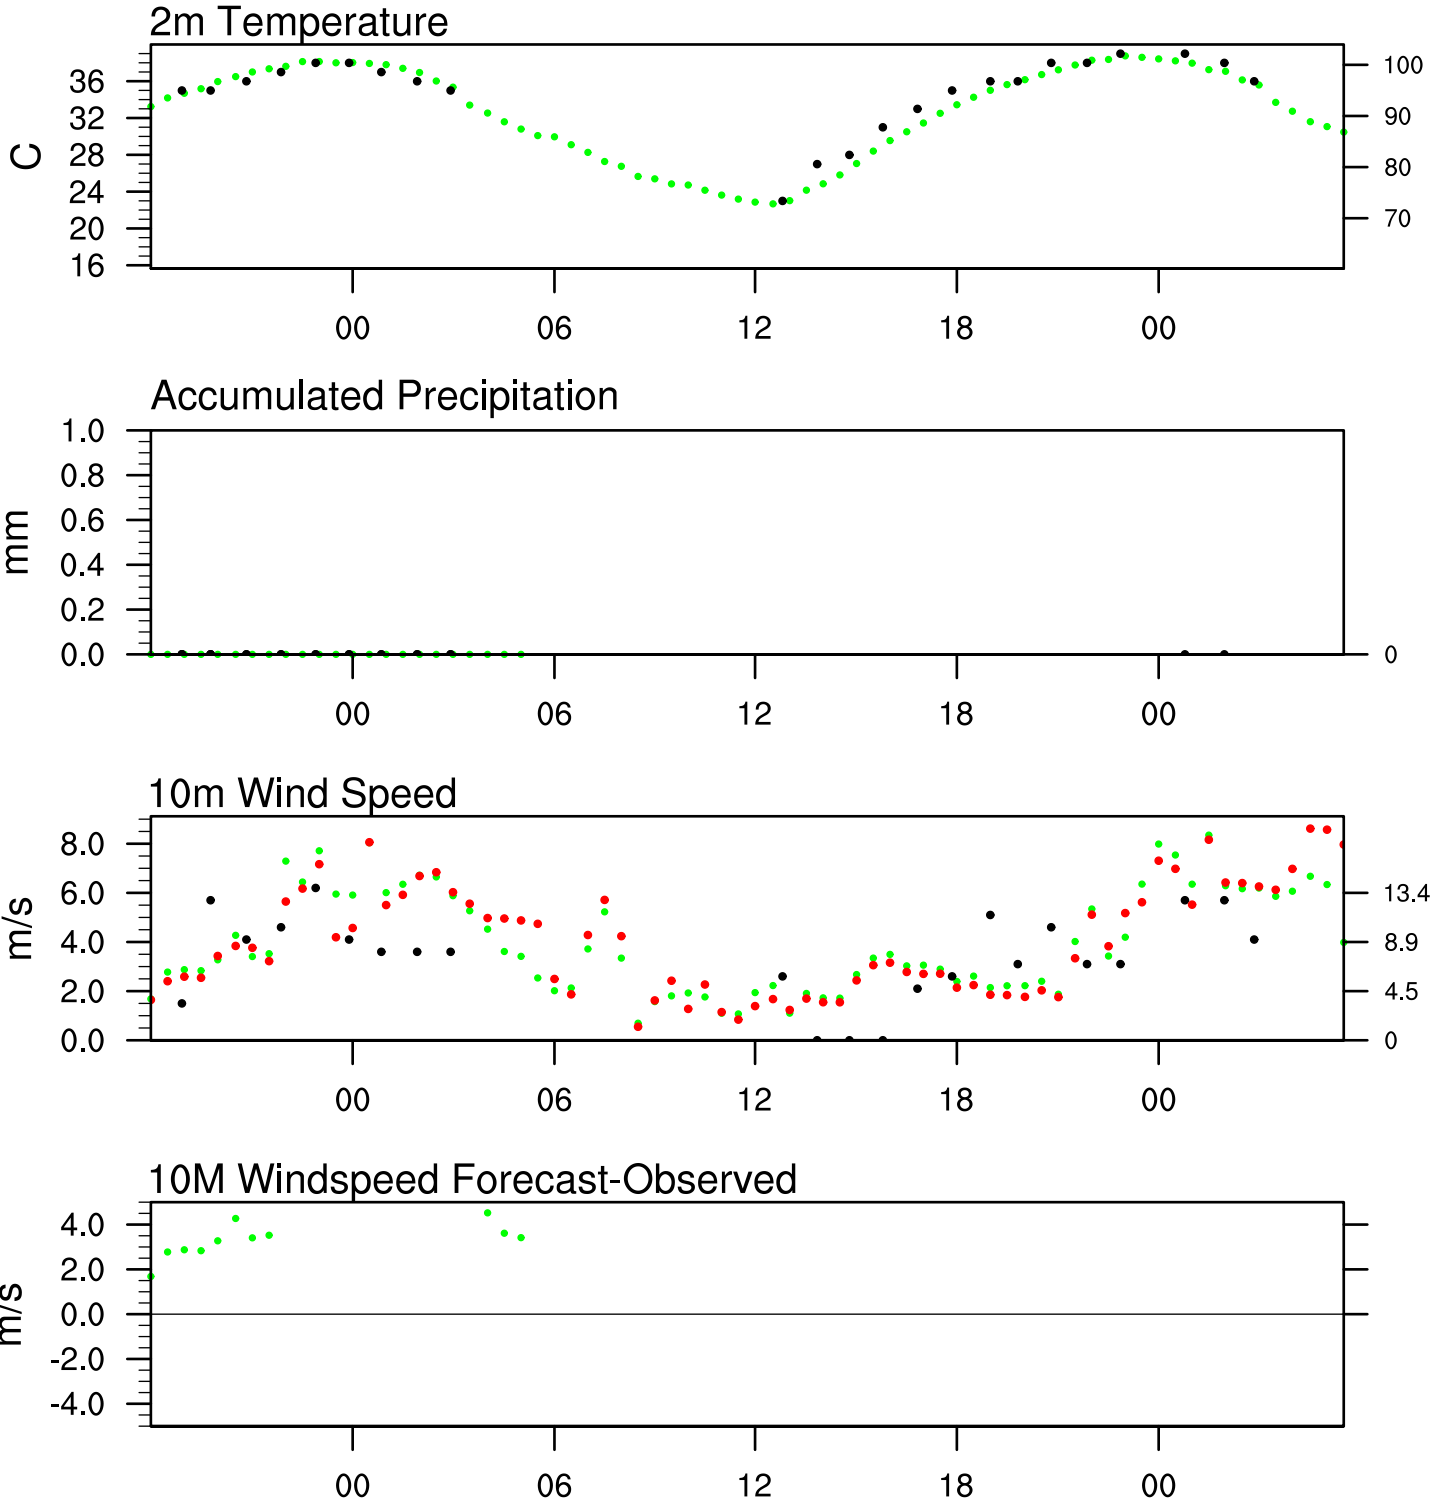 2m Temperature
C
36
32
28
24
20
16
100
90
80
70
00 06 12 18 00
Accumulated Precipitation
mm
1.0
0.8
0.6
0.4
0.2
0.0
0
00 06 12 18 00
10m Wind Speed
m/s
8.0
6.0
4.0
2.0
0.0
13.4
8.9
4.5
0
00 06 12 18 00
10M Windspeed Forecast-Observed
m/s
4.0
2.0
0.0
-2.0
-4.0
00 06 12 18 00